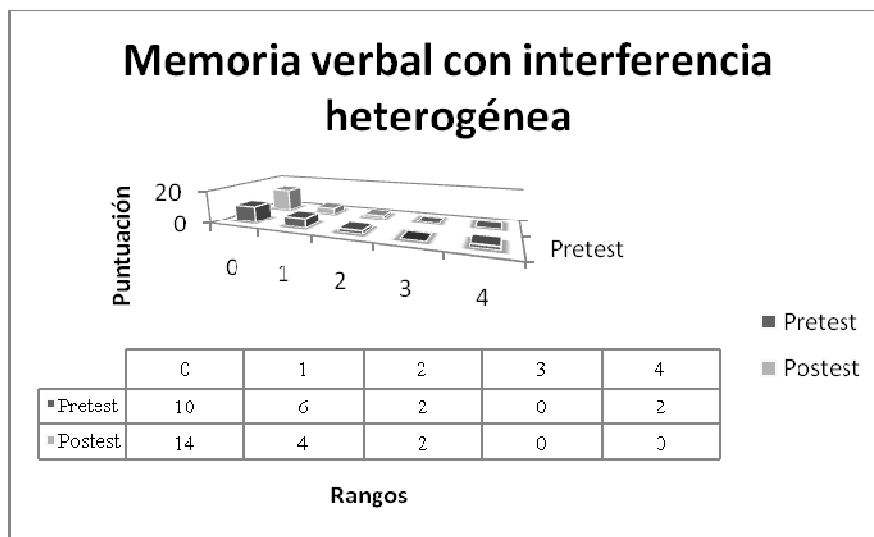 Memoria verbal con interferencia
heterogénea
Puntuación
20
0
0
1
2
3
4
Pretest
Pretest
Postest
0 1 2 3 4
Pretest 10 6 2 0 2
Postest 14 4 2 0 0
Rangos